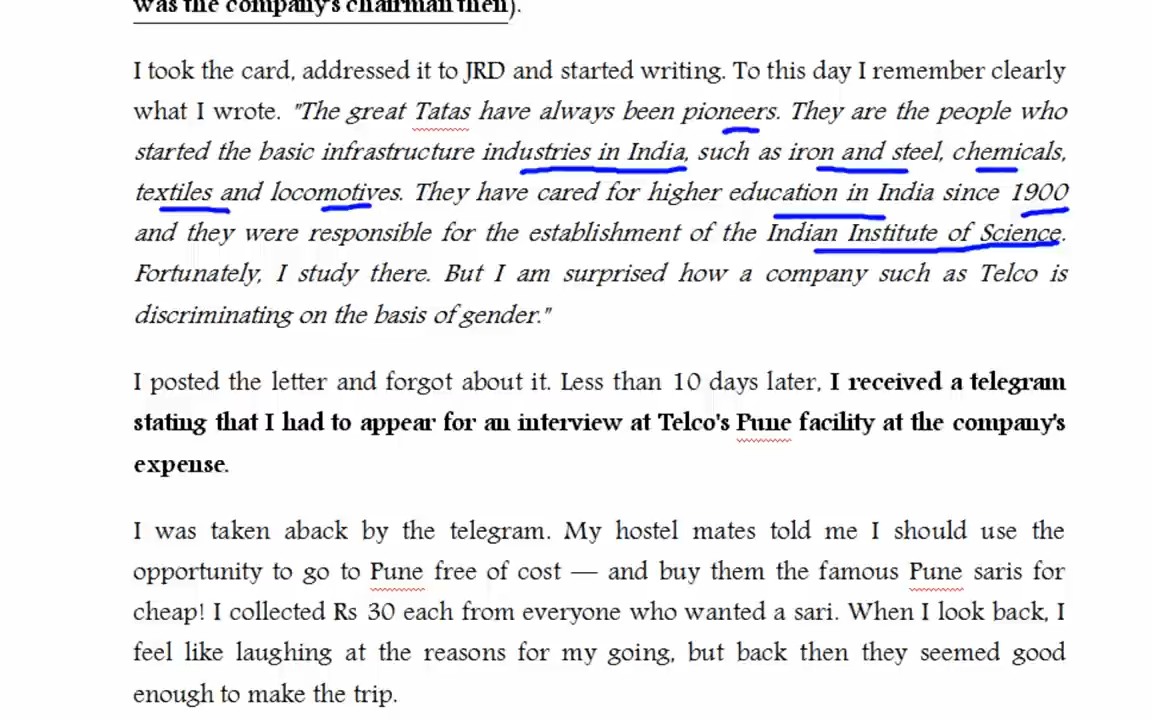 was the company's chairman then).
I took the card, addressed it to JRD and started writing. To this day I remember clearly
what I wrote. "The great Tatas have always been pioneers. They are the people who
started the basic infrastructure industries in India, such as iron and steel, chemicals,
textiles and locomotives. They have cared for higher education in India since 1900
and they were responsible for the establishment of the Indian Institute of Science.
Fortunately, I study there. But I am surprised how a company such as Telco is
discriminating on the basis of gender."
I posted the letter and forgot about it. Less than 10 days later, I received a telegram
stating that I had to appear for an interview at Telco's Pune facility at the company's
expense.
I was taken aback by the telegram. My hostel mates told me I should use the
opportunity to go to Pune free of cost — and buy them the famous Pune saris for
cheap! I collected Rs 30 each from everyone who wanted a sari. When I look back, I
feel like laughing at the reasons for my going, but back then they seemed good
enough to make the trip.